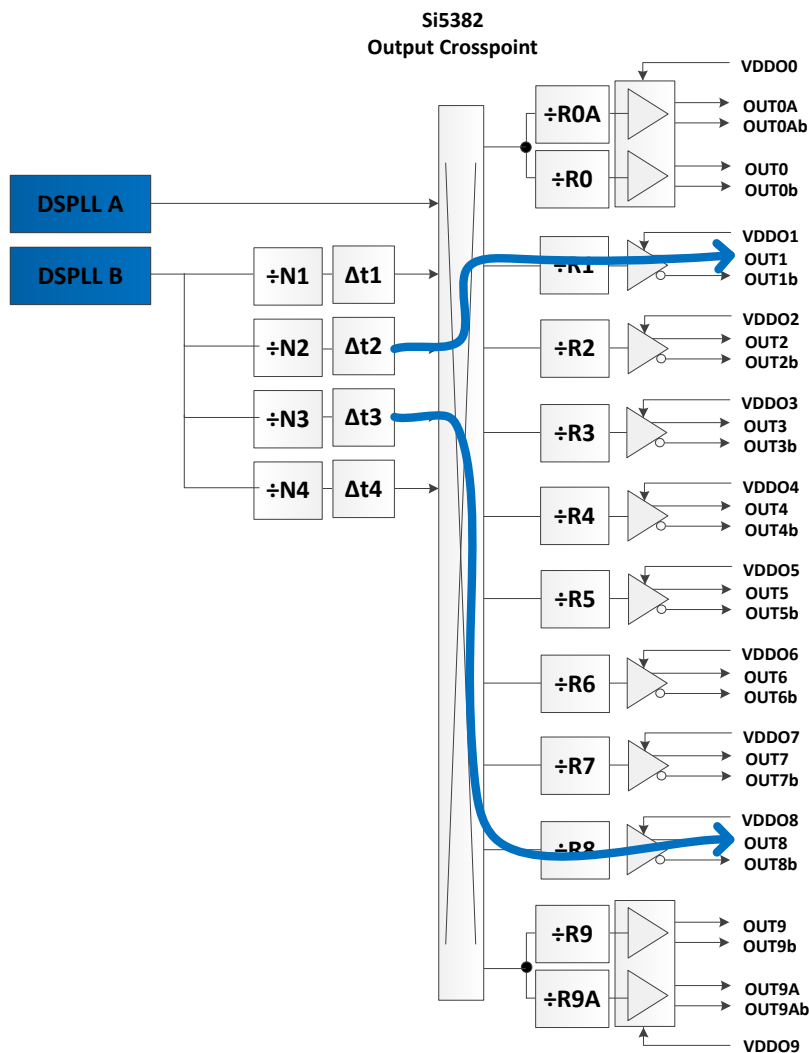 Si5382
Output Crosspoint
VDDO0
÷R0A
OUT0A
OUT0Ab
÷R0
OUT0
OUT0b
DSPLL A
DSPLL B
÷N1
Δt1
÷N2
Δt2
÷N3
Δt3
÷N4
Δt4
VDDO1
÷R1
OUT1
OUT1b
VDDO2
÷R2
OUT2
OUT2b
VDDO3
÷R3
OUT3
OUT3b
VDDO4
÷R4
OUT4
OUT4b
VDDO5
÷R5
OUT5
OUT5b
VDDO6
÷R6
OUT6
OUT6b
VDDO7
÷R7
OUT7
OUT7b
VDDO8
÷R8
OUT8
OUT8b
÷R9
OUT9
OUT9b
÷R9A
OUT9A
OUT9Ab
VDDO9